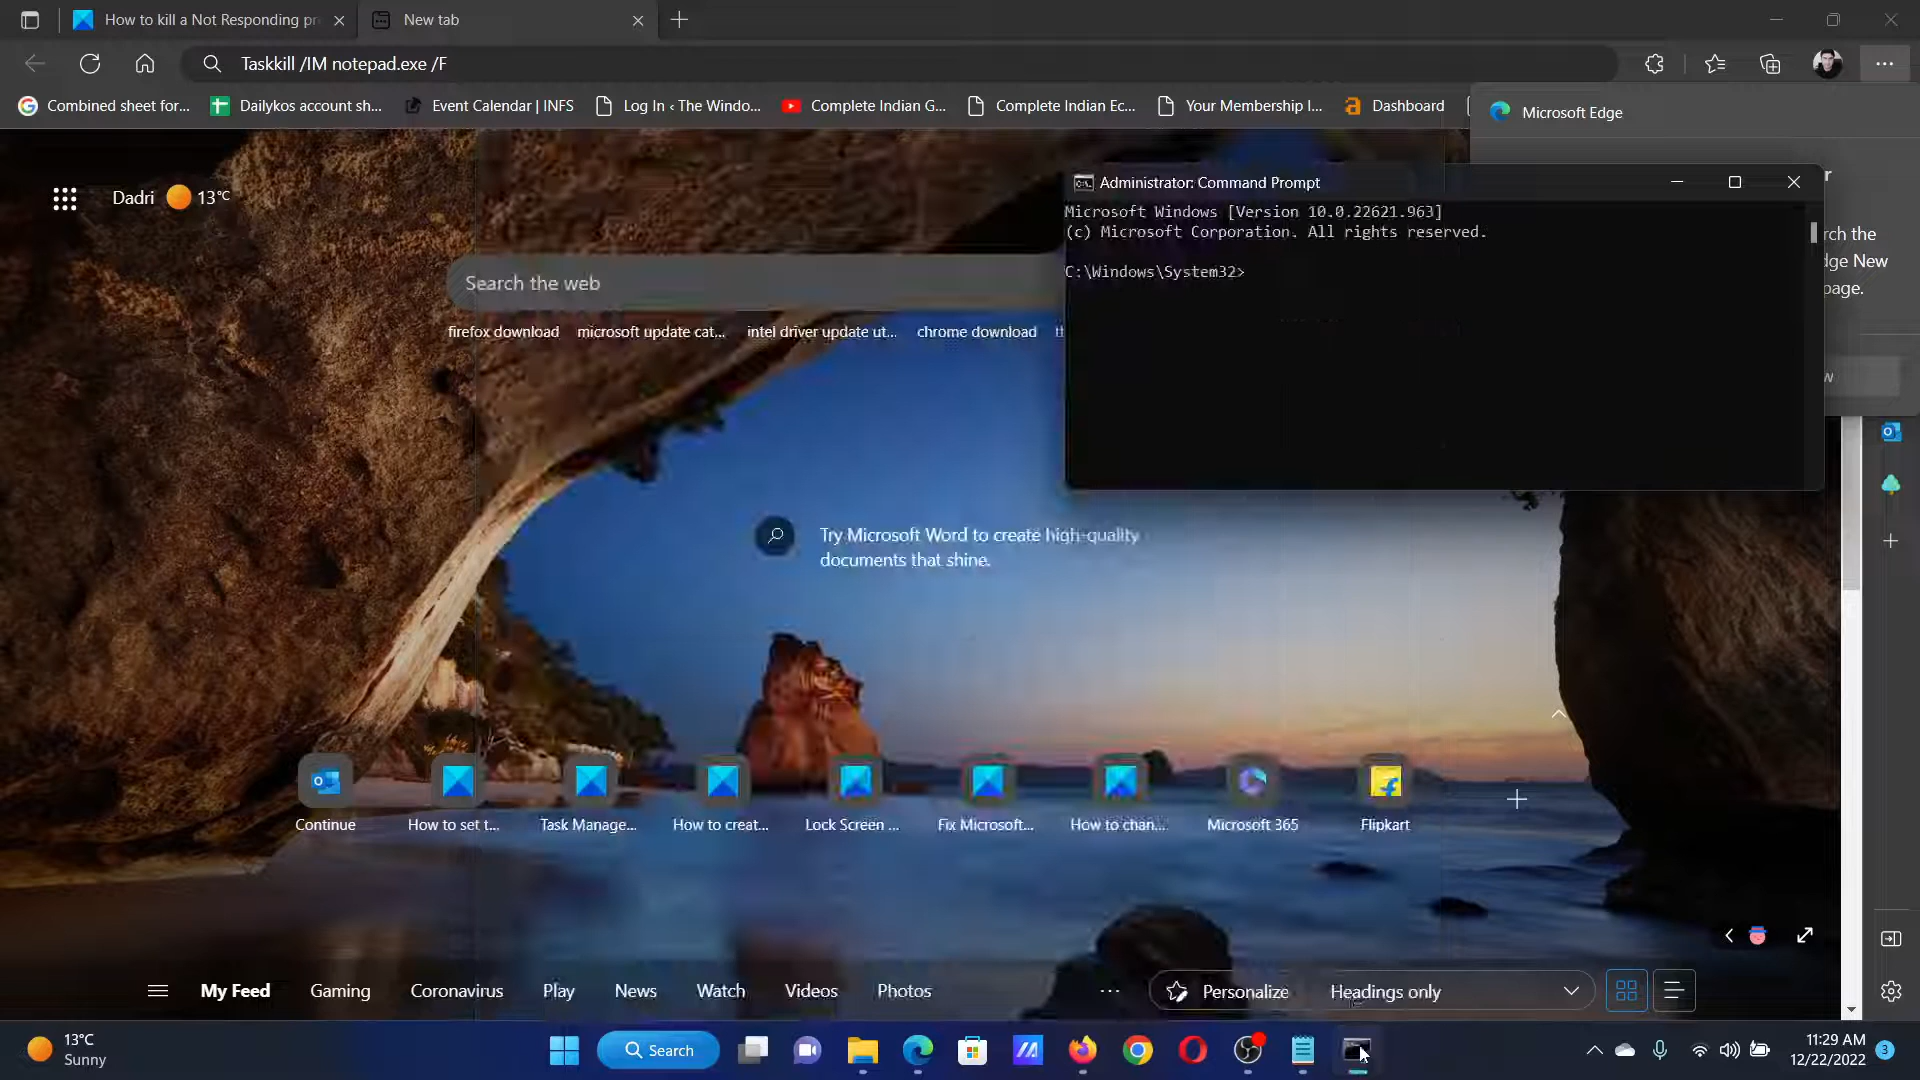 How to kill a Not Responding pr
New tab
Taskkill /IM notepad.exe /F
Combined sheet for...
Dailykos account sh...
Event Calendar | INFS
Log In ‹ The Windo...
Complete Indian G...
Complete Indian Ec...
Your Membership I...
Dashboard
Microsoft Edge
Dadri
13°C
Administrator: Command Prompt
Microsoft Windows [Version 10.0.22621.963]
(c) Microsoft Corporation. All rights reserved.
C:\Windows\System32>
rch the
dge New
page.
Search the web
firefox download
microsoft update cat...
intel driver update ut...
chrome download
Try Microsoft Word to create high-quality
documents that shine.
Continue
How to set t...
Task Manage...
How to creat...
Lock Screen ...
Fix Microsoft...
How to chan...
Microsoft 365
Flipkart
My Feed
Gaming
Coronavirus
Play
News
Watch
Videos
Photos
Personalize
Headings only
13°C
Sunny
Search
11:29 AM
12/22/2022
3